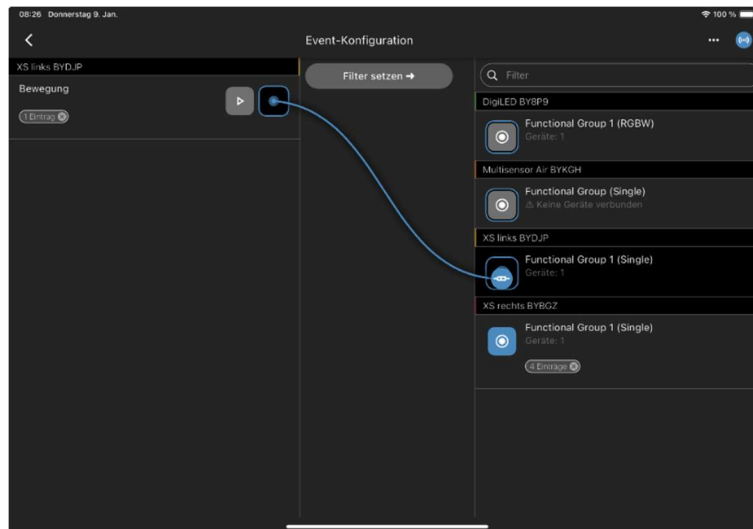 08:26 Donnerstag 9. Jan.
100 %
Event-Konfiguration
XS links BYDJP
Bewegung
1 Eintrag
Filter setzen →
Filter
DigiLED BY8P9
Functional Group 1 (RGBW)
Geräte: 1
Multisensor Air BYKGH
Functional Group (Single)
⚠ Keine Geräte verbunden
XS links BYDJP
Functional Group 1 (Single)
Geräte: 1
XS rechts BYBGZ
Functional Group 1 (Single)
Geräte: 1
4 Einträge